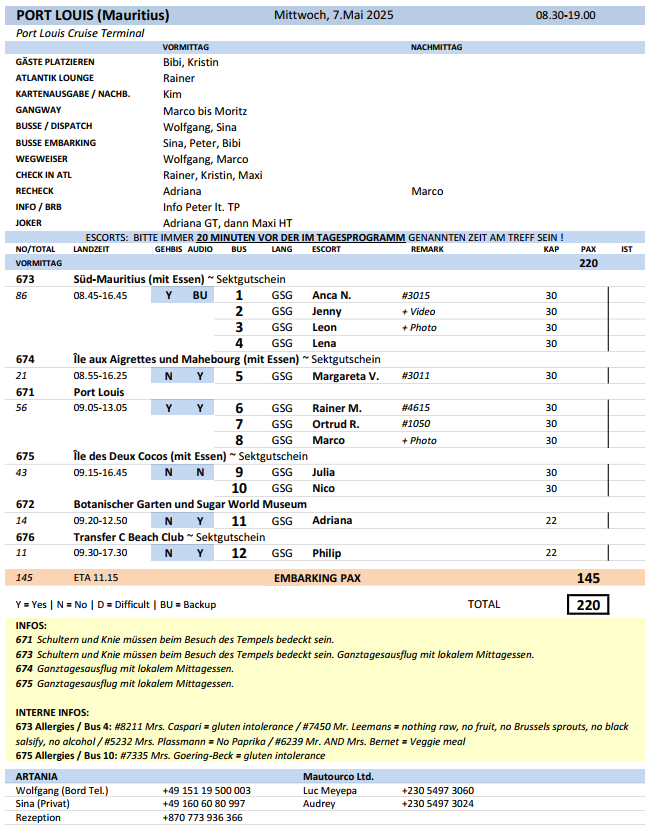 PORT LOUIS (Mauritius) Mittwoch, 7.Mai 2025 08.30-19.00
Port Louis Cruise Terminal
VORMITTAG NACHMITTAG
GÄSTE PLATZIEREN Bibi, Kristin
ATLANTIK LOUNGE Rainer
KARTENAUSGABE / NACHB. Kim
GANGWAY Marco bis Moritz
BUSSE / DISPATCH Wolfgang, Sina
BUSSE EMBARKING Sina, Peter, Bibi
WEGWEISER Wolfgang, Marco
CHECK IN ATL Rainer, Kristin, Maxi
RECHECK Adriana Marco
INFO / BRB Info Peter lt. TP
JOKER Adriana GT, dann Maxi HT
ESCORTS: BITTE IMMER 20 MINUTEN VOR DER IM TAGESPROGRAMM GENANNTEN ZEIT AM TREFF SEIN !
NO/TOTAL LANDZEIT GEHBIS AUDIO BUS LANG ESCORT REMARK KAP PAX IST
VORMITTAG 220
673 Süd-Mauritius (mit Essen) ~ Sektgutschein
86 08.45-16.45 Y BU 1 GSG Anca N. #3015 30
2 GSG Jenny + Video 30
3 GSG Leon + Photo 30
4 GSG Lena 30
674 Île aux Aigrettes und Mahebourg (mit Essen) ~ Sektgutschein
21 08.55-16.25 N Y 5 GSG Margareta V. #3011 30
671 Port Louis
56 09.05-13.05 Y Y 6 GSG Rainer M. #4615 30
7 GSG Ortrud R. #1050 30
8 GSG Marco + Photo 30
675 Île des Deux Cocos (mit Essen) ~ Sektgutschein
43 09.15-16.45 N N 9 GSG Julia 30
10 GSG Nico 30
672 Botanischer Garten und Sugar World Museum
14 09.20-12.50 N Y 11 GSG Adriana 22
676 Transfer C Beach Club ~ Sektgutschein
11 09.30-17.30 N Y 12 GSG Philip 22
145 ETA 11.15 EMBARKING PAX 145
Y = Yes | N = No | D = Difficult | BU = Backup TOTAL 220
INFOS:
671 Schultern und Knie müssen beim Besuch des Tempels bedeckt sein.
673 Schultern und Knie müssen beim Besuch des Tempels bedeckt sein. Ganztagesausflug mit lokalem Mittagessen.
674 Ganztagesausflug mit lokalem Mittagessen.
675 Ganztagesausflug mit lokalem Mittagessen.
INTERNE INFOS:
673 Allergies / Bus 4: #8211 Mrs. Caspari = gluten intolerance / #7450 Mr. Leemans = nothing raw, no fruit, no Brussels sprouts, no black
salsify, no alcohol / #5232 Mrs. Plassmann = No Paprika / #6239 Mr. AND Mrs. Bernet = Veggie meal
675 Allergies / Bus 10: #7335 Mrs. Goering-Beck = gluten intolerance
ARTANIA Mautourco Ltd.
Wolfgang (Bord Tel.) +49 151 19 500 003 Luc Meyepa +230 5497 3060
Sina (Privat) +49 160 60 80 997 Audrey +230 5497 3024
Rezeption +870 773 936 366